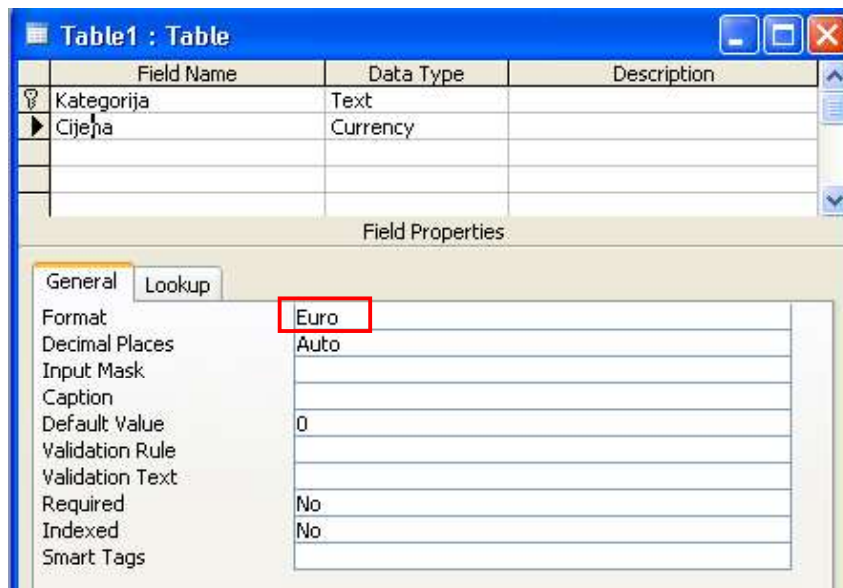 Table1 : Table
Field Name Data Type Description
Kategorija Text
Cijena Currency
Field Properties
General Lookup
Format Euro
Decimal Places Auto
Input Mask
Caption
Default Value 0
Validation Rule
Validation Text
Required No
Indexed No
Smart Tags